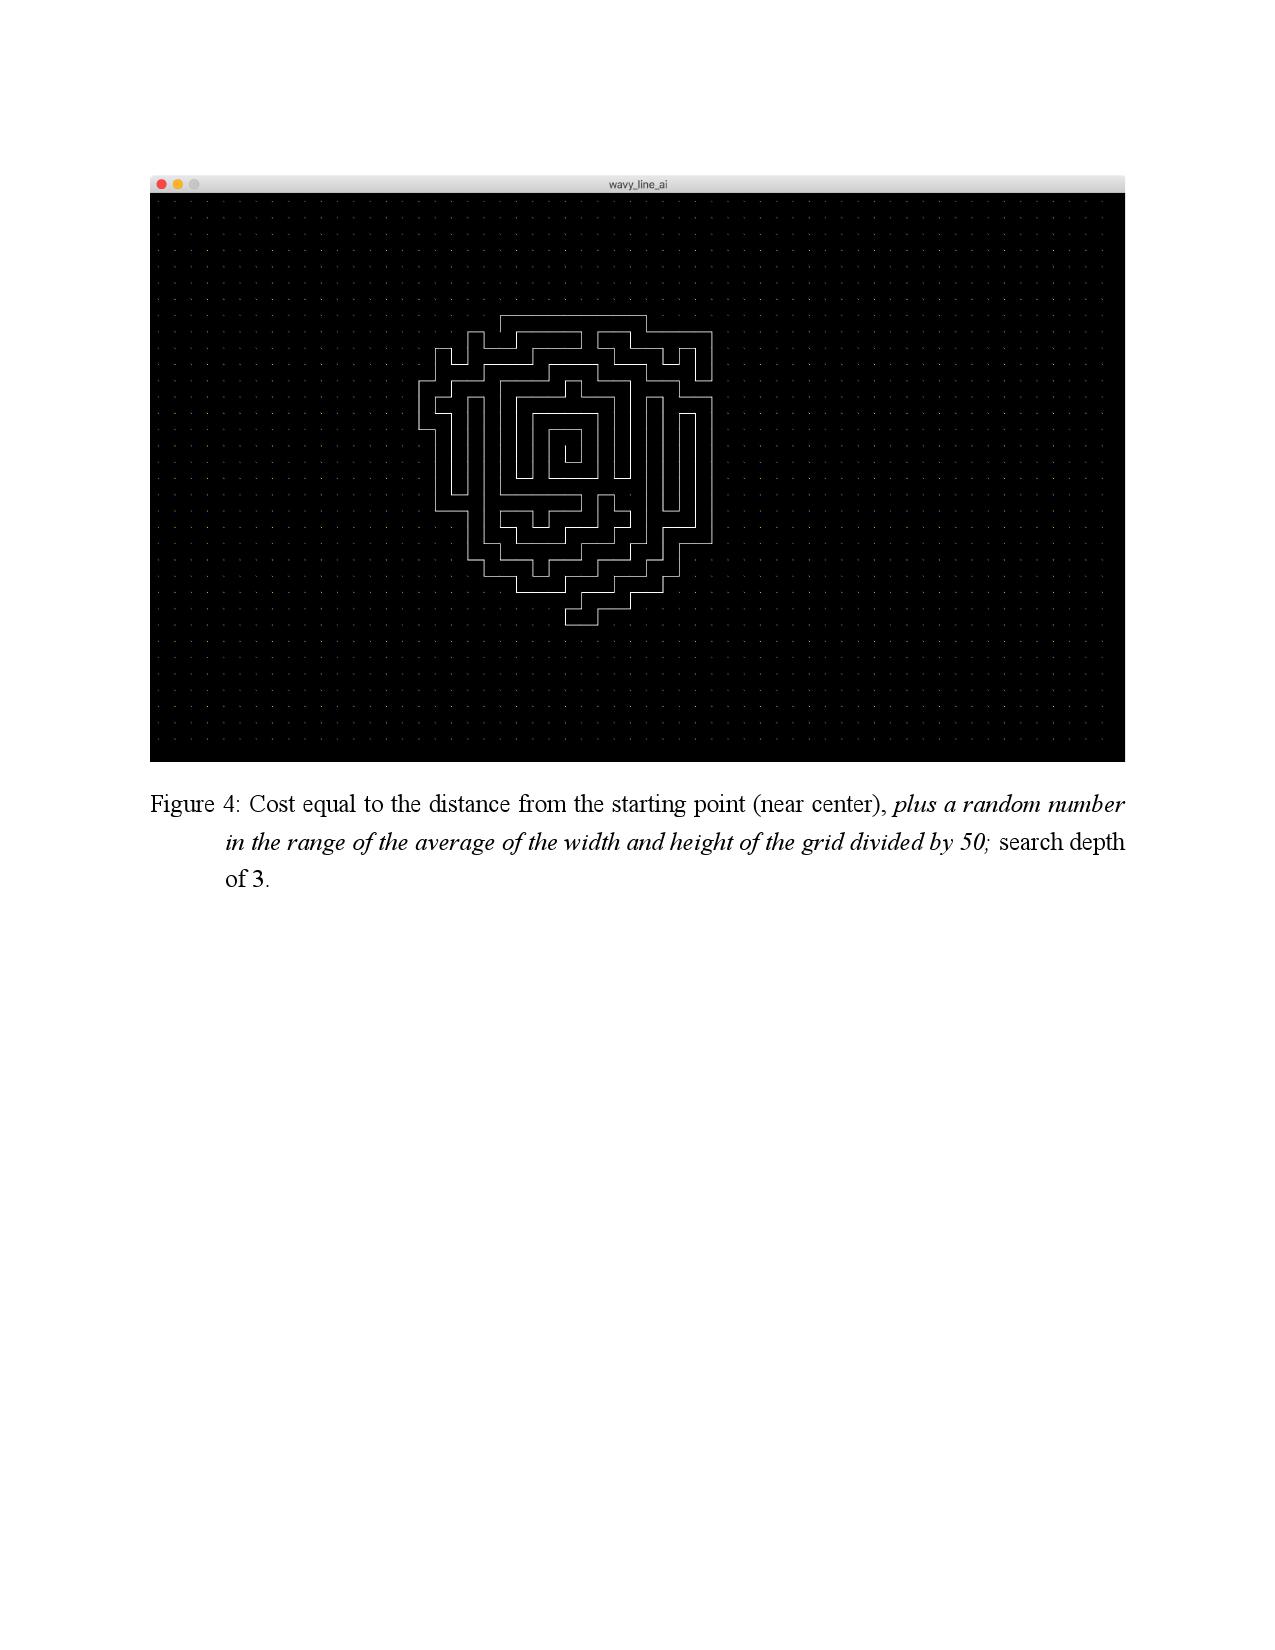 wavy_line_ai
Figure 4: Cost equal to the distance from the starting point (near center), plus a random number
in the range of the average of the width and height of the grid divided by 50; search depth
of 3.